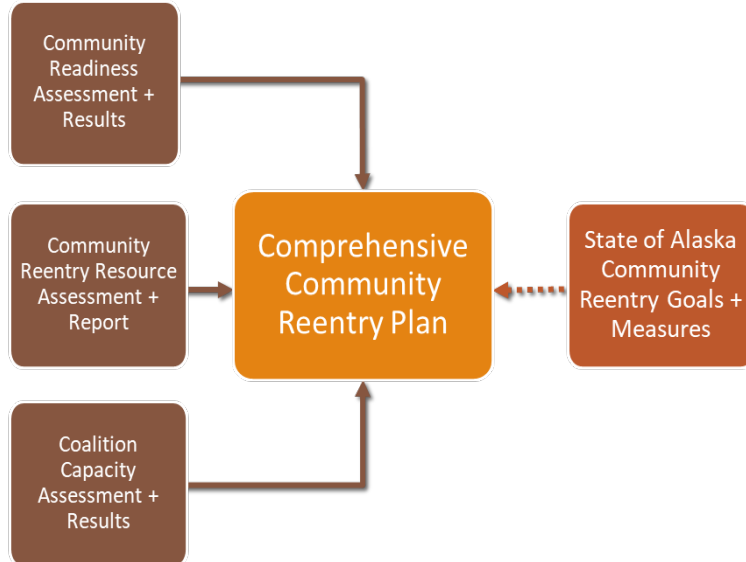 Community
Readiness
Assessment +
Results
Community
Reentry Resource
Assessment +
Report
Coalition
Capacity
Assessment +
Results
Comprehensive
Community
Reentry Plan
State of Alaska
Community
Reentry Goals +
Measures